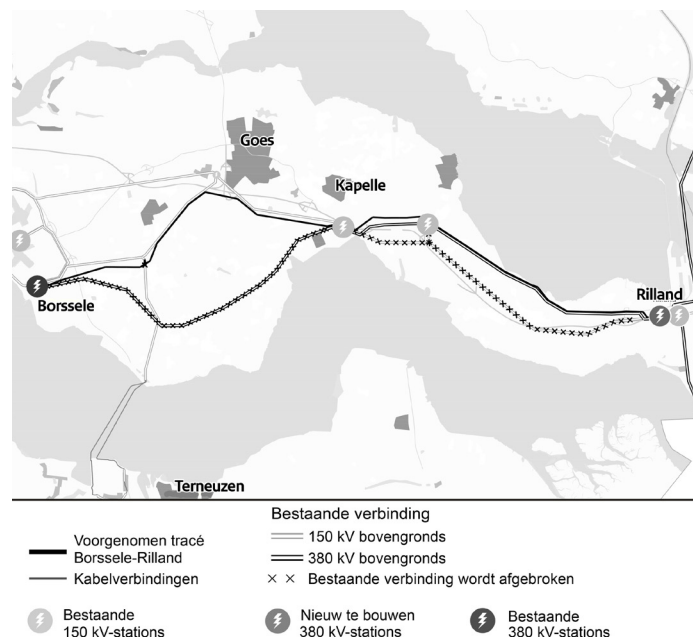 Goes
Kapelle
Rilland
Borssele
Terneuzen
Voorgenomen tracé
Borssele-Rilland
Kabelverbindingen
Bestaande verbinding
150 kV bovengronds
380 kV bovengronds
Bestaande verbinding wordt afgebroken
Bestaande
150 kV-stations
Nieuw te bouwen
380 kV-stations
Bestaande
380 kV-stations